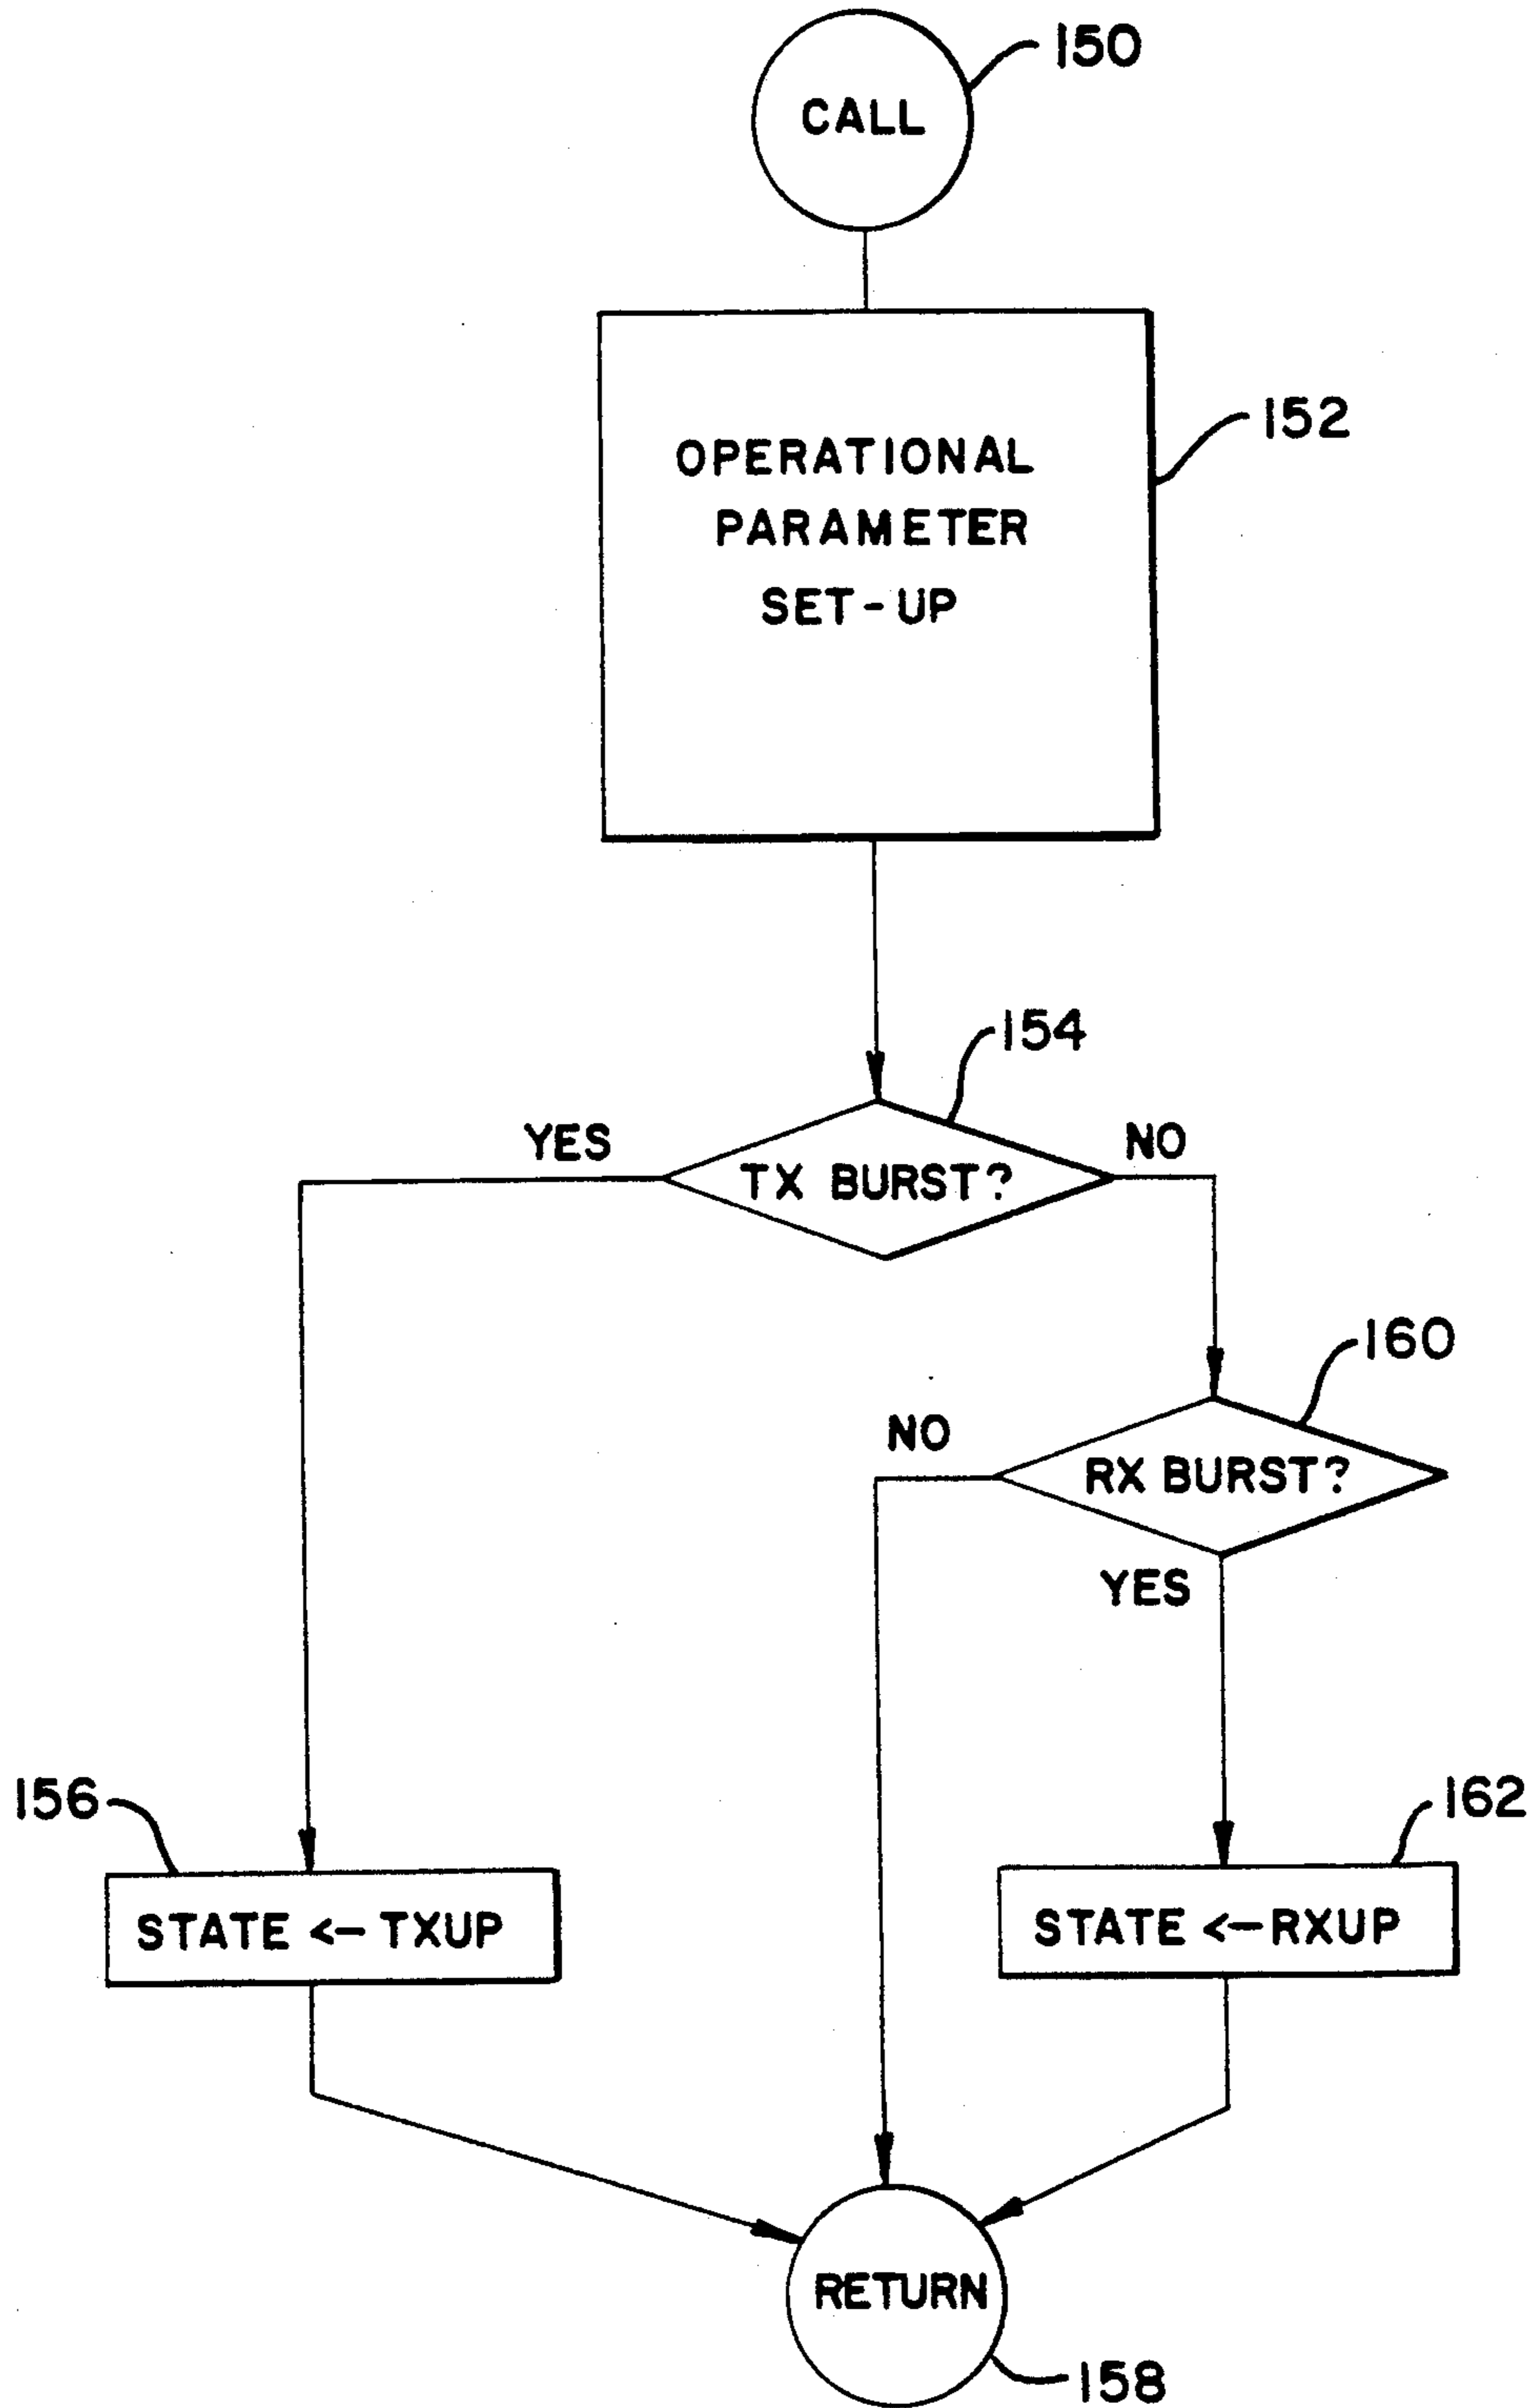 150
CALL
152
OPERATIONAL
PARAMETER
SET-UP
154
YES
NO
TX BURST?
160
NO
RX BURST?
YES
156
162
STATE <- TXUP
STATE <-RXUP
RETURN
158